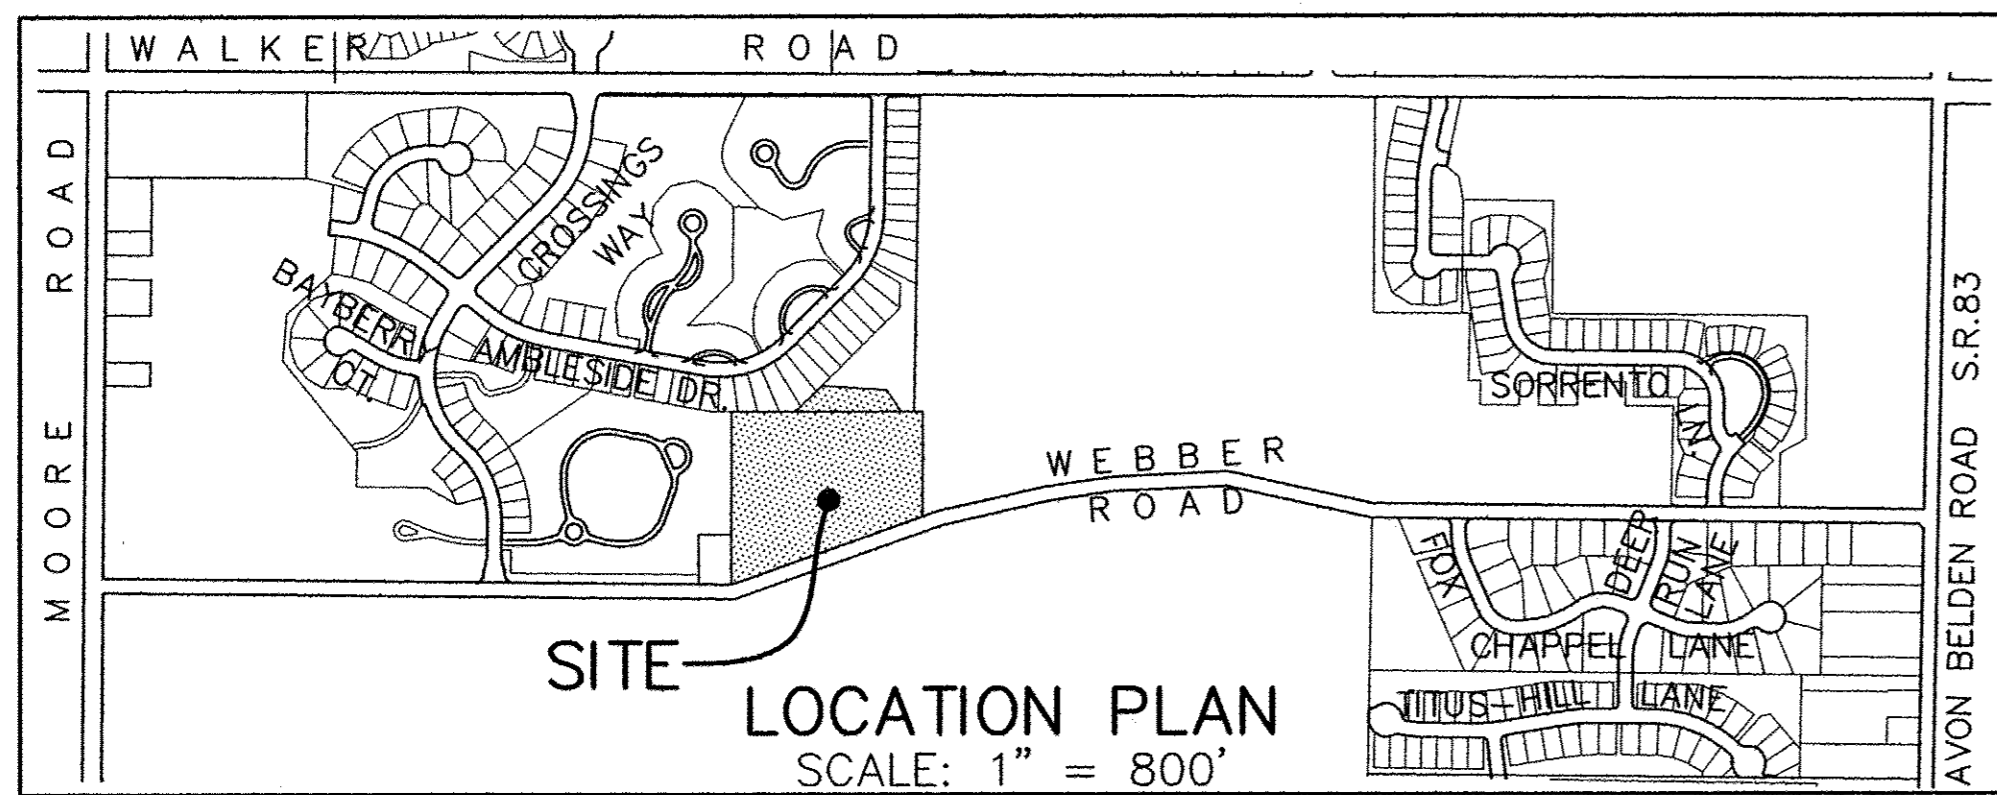 WALKER ROAD
MOORE ROAD
CROSSINGS
WAY
BAYBERRY
CT.
AMBLESIDE DR.
WEBBER
ROAD
SORRENTO
LN.
S.R.83
AVON BELDEN ROAD
FOX
DEEP
RUN
LANE
CHAPPEL LANE
TITUS HILL LANE
SITE
LOCATION PLAN
SCALE: 1" = 800'